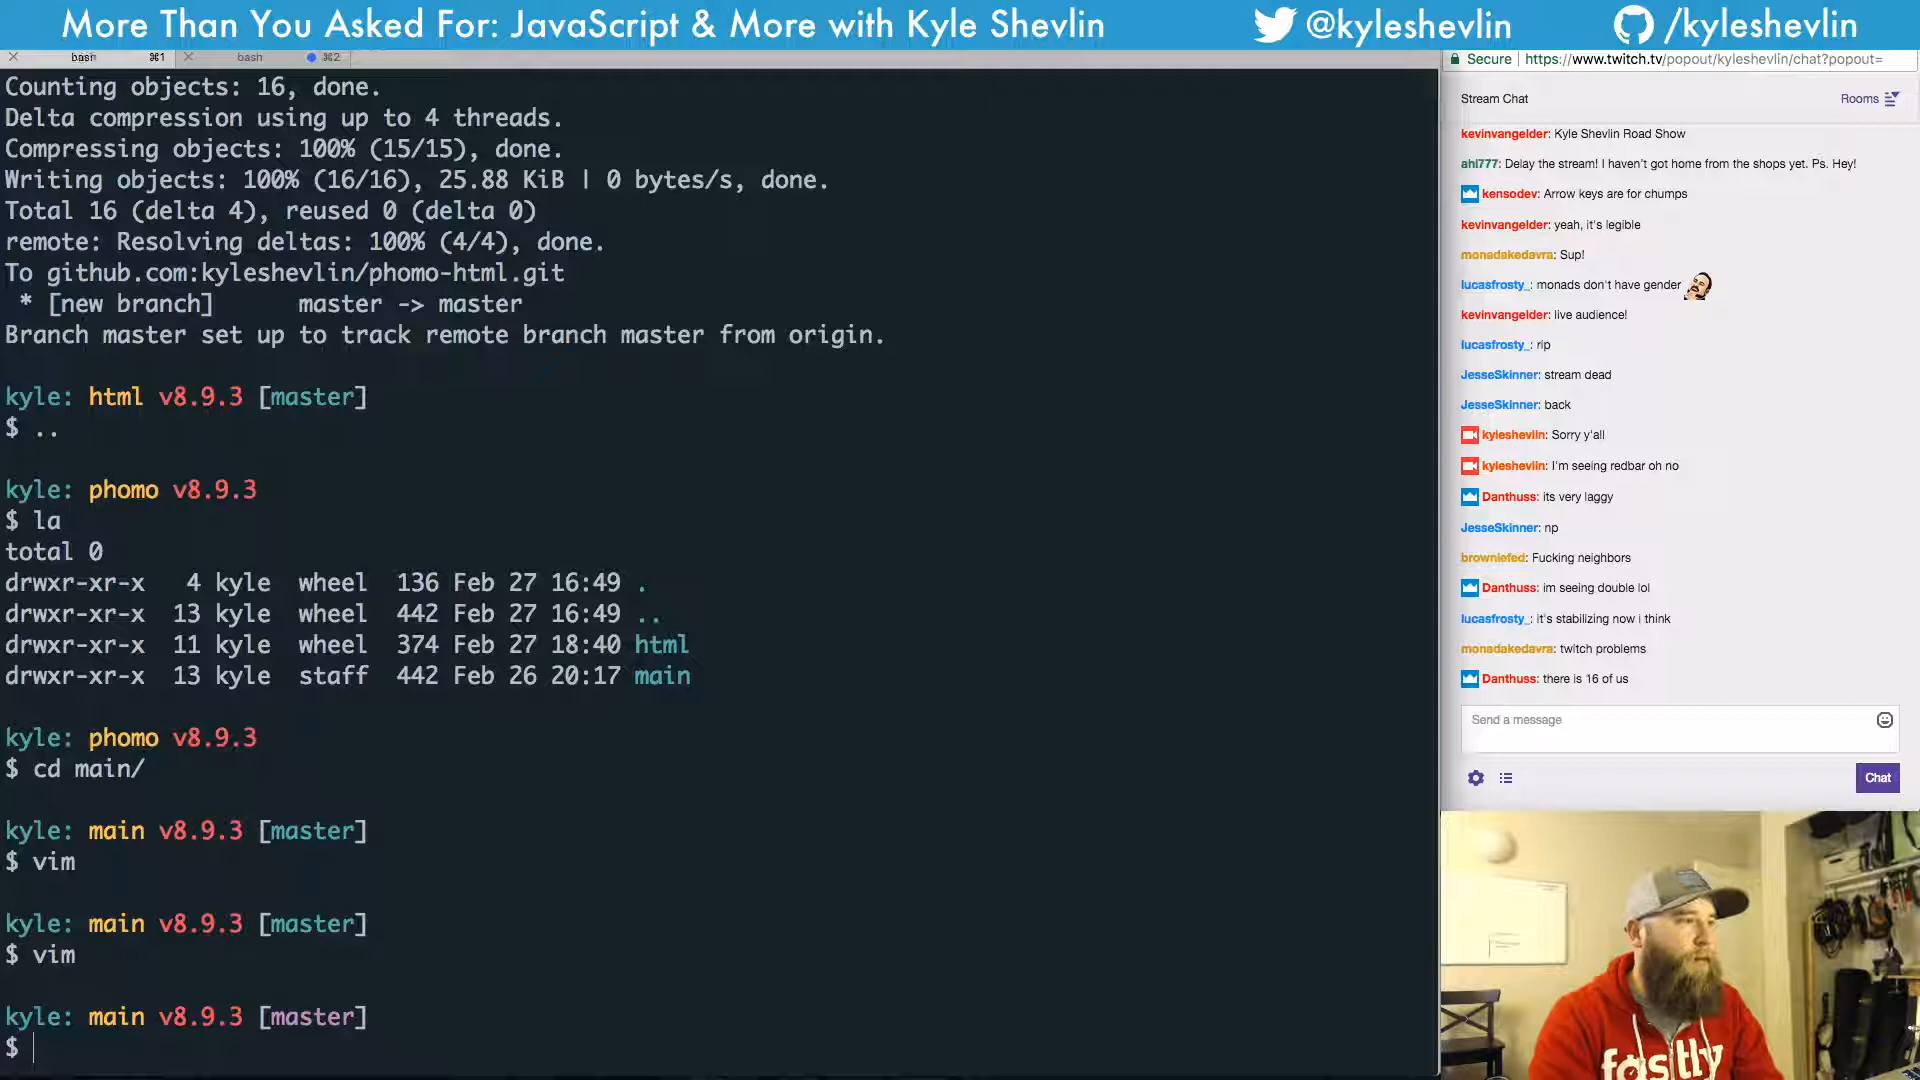 More Than You Asked For: JavaScript & More with Kyle Shevlin
@kyleshevlin
/kyleshevlin
bash ⌘1
bash ⌘2
Counting objects: 16, done.
Delta compression using up to 4 threads.
Compressing objects: 100% (15/15), done.
Writing objects: 100% (16/16), 25.88 KiB | 0 bytes/s, done.
Total 16 (delta 4), reused 0 (delta 0)
remote: Resolving deltas: 100% (4/4), done.
To github.com:kyleshevlin/phomo-html.git
* [new branch] master -> master
Branch master set up to track remote branch master from origin.
kyle: html v8.9.3 [master]
$ ..
kyle: phomo v8.9.3
$ la
total 0
drwxr-xr-x 4 kyle wheel 136 Feb 27 16:49 .
drwxr-xr-x 13 kyle wheel 442 Feb 27 16:49 ..
drwxr-xr-x 11 kyle wheel 374 Feb 27 18:40 html
drwxr-xr-x 13 kyle staff 442 Feb 26 20:17 main
kyle: phomo v8.9.3
$ cd main/
kyle: main v8.9.3 [master]
$ vim
kyle: main v8.9.3 [master]
$ vim
kyle: main v8.9.3 [master]
$
Secure https://www.twitch.tv/popout/kyleshevlin/chat?popout=
Stream Chat
Rooms
kevinvangelder: Kyle Shevlin Road Show
ahl777: Delay the stream! I haven't got home from the shops yet. Ps. Hey!
kensodev: Arrow keys are for chumps
kevinvangelder: yeah, it's legible
monadakedavra: Sup!
lucasfrosty_: monads don't have gender
kevinvangelder: live audience!
lucasfrosty_: rip
JesseSkinner: stream dead
JesseSkinner: back
kyleshevlin: Sorry y'all
kyleshevlin: I'm seeing redbar oh no
Danthuss: its very laggy
JesseSkinner: np
browniefed: Fucking neighbors
Danthuss: im seeing double lol
lucasfrosty_: it's stabilizing now i think
monadakedavra: twitch problems
Danthuss: there is 16 of us
Send a message
Chat
fastly